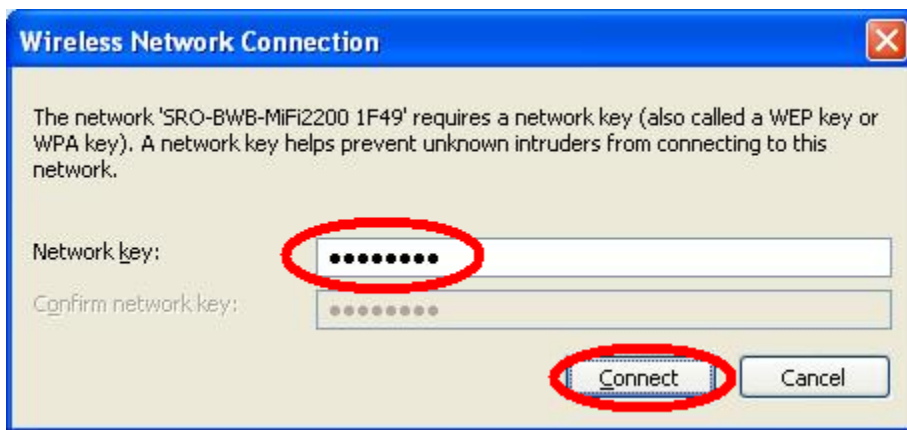 Wireless Network Connection
The network 'SRO-BWB-MiFi2200 1F49' requires a network key (also called a WEP key or
WPA key). A network key helps prevent unknown intruders from connecting to this
network.
Network key: ●●●●●●●●
Confirm network key: ●●●●●●●●
Connect Cancel